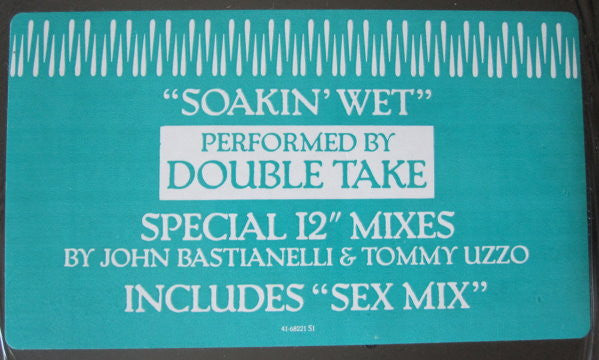 “SOAKIN’ WET”
PERFORMED BY
DOUBLE TAKE
SPECIAL 12” MIXES
BY JOHN BASTIANELLI & TOMMY UZZO
INCLUDES “SEX MIX”
41-68221 S1